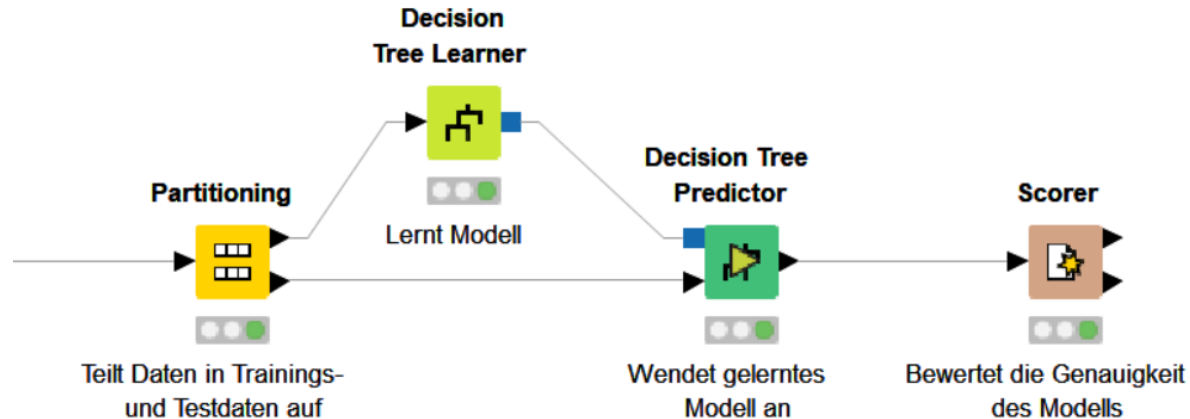 Decision
Tree Learner
Lernt Modell
Partitioning
Teilt Daten in Trainings-
und Testdaten auf
Decision Tree
Predictor
Wendet gelerntes
Modell an
Scorer
Bewertet die Genauigkeit
des Modells